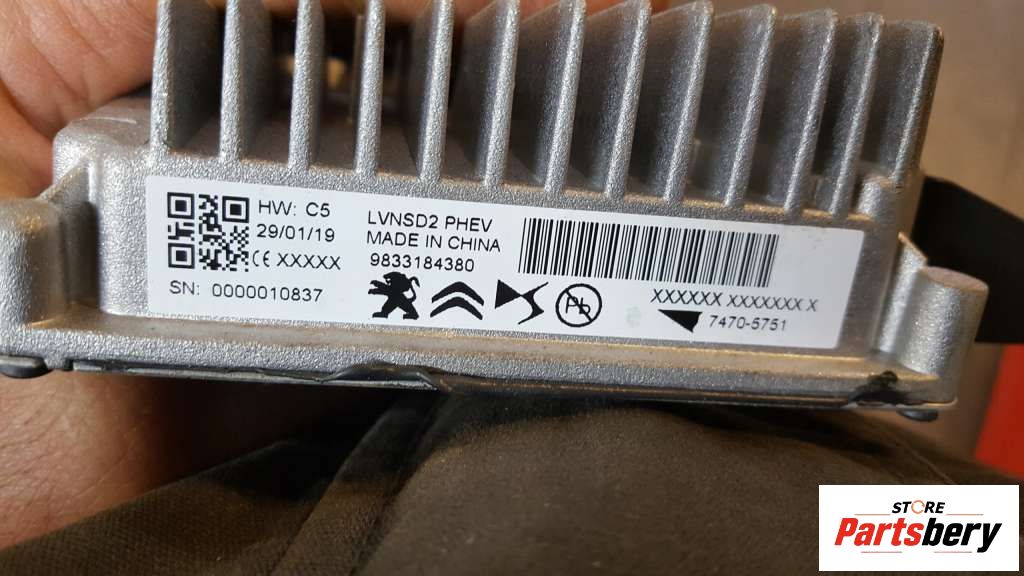 HW: C5
29/01/19
CE XXXXX
SN: 0000010837
LVNSD2 PHEV
MADE IN CHINA
9833184380
Pb
XXXXXX XXXXXXX X
7470-5751
STORE
Partsbery